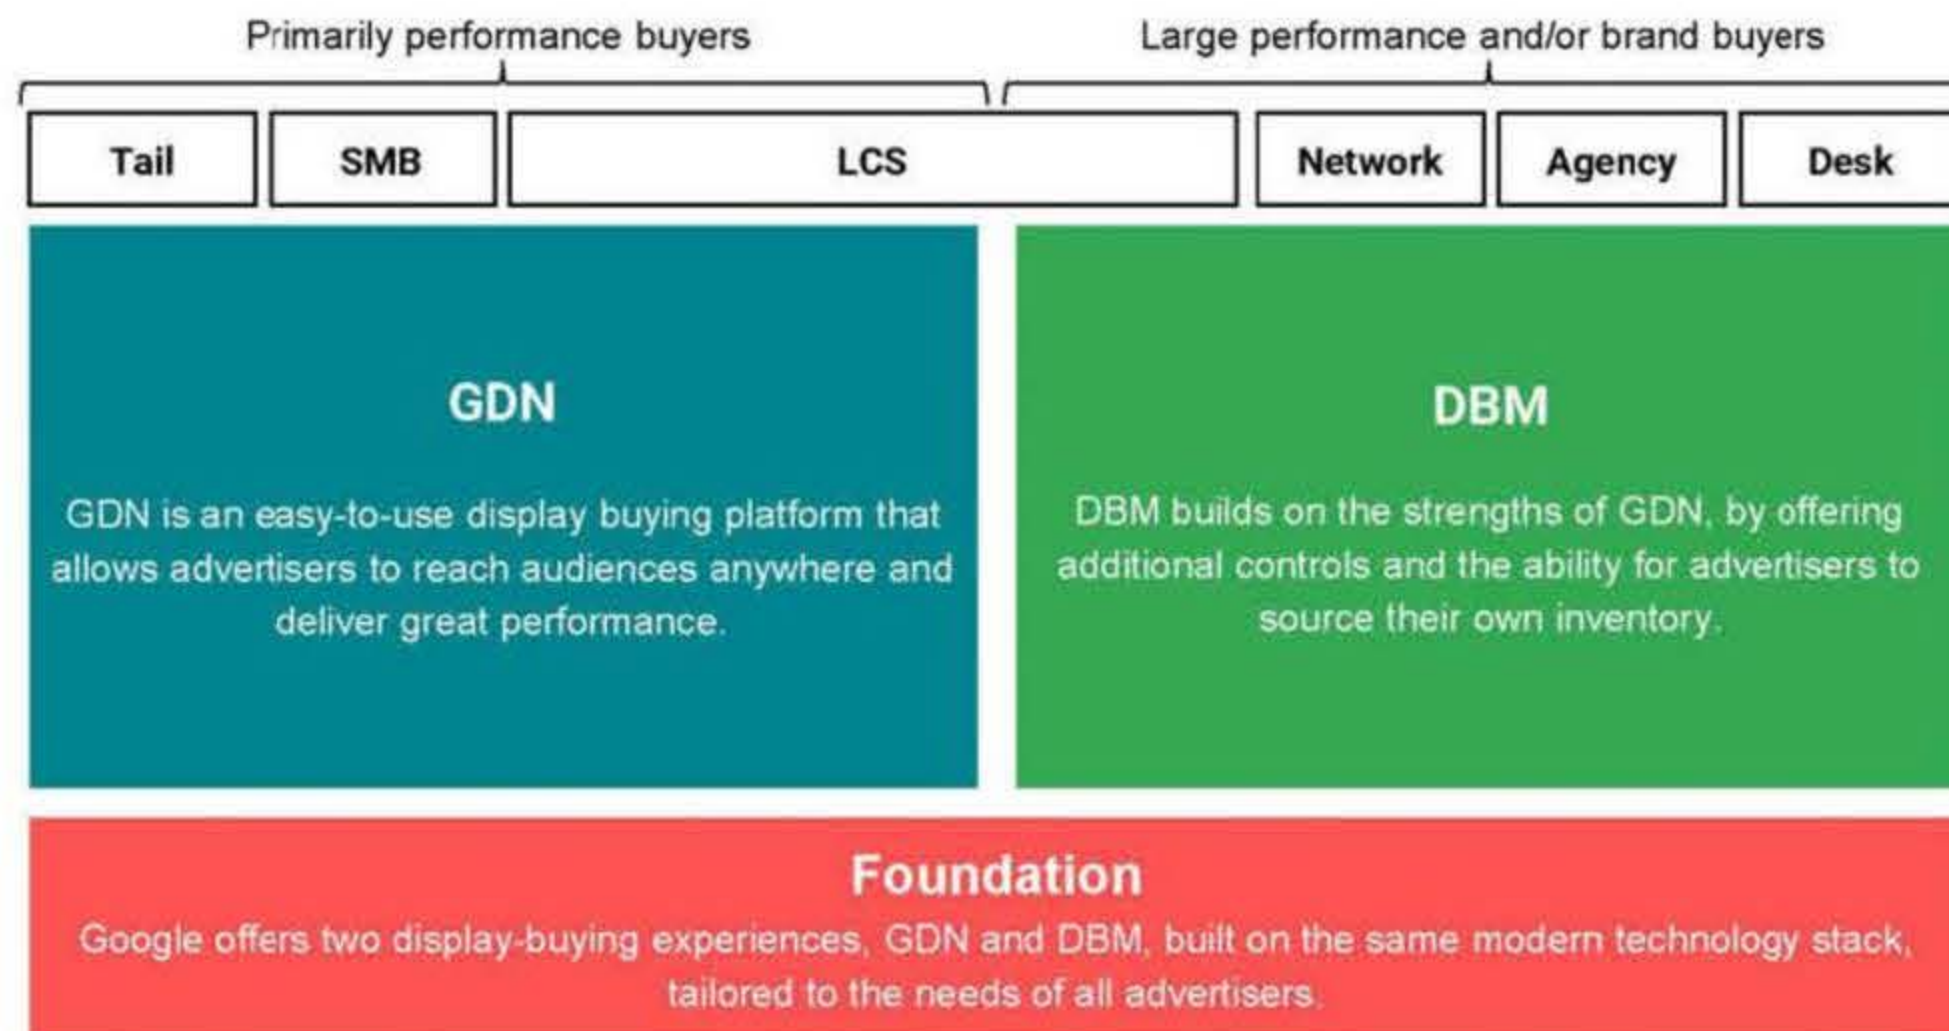 Primarily performance buyers
Large performance and/or brand buyers
Tail
SMB
LCS
Network
Agency
Desk
GDN
GDN is an easy-to-use display buying platform that
allows advertisers to reach audiences anywhere and
deliver great performance.
DBM
DBM builds on the strengths of GDN, by offering
additional controls and the ability for advertisers to
source their own inventory.
Foundation
Google offers two display-buying experiences, GDN and DBM, built on the same modern technology stack,
tailored to the needs of all advertisers.